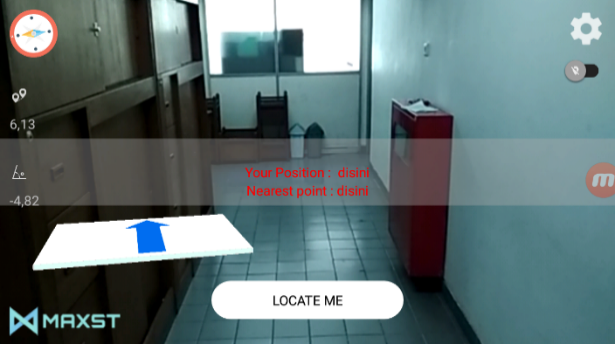 6,13
Your Position : disini
Nearest point : disini
-4,82
LOCATE ME
MAXST
m